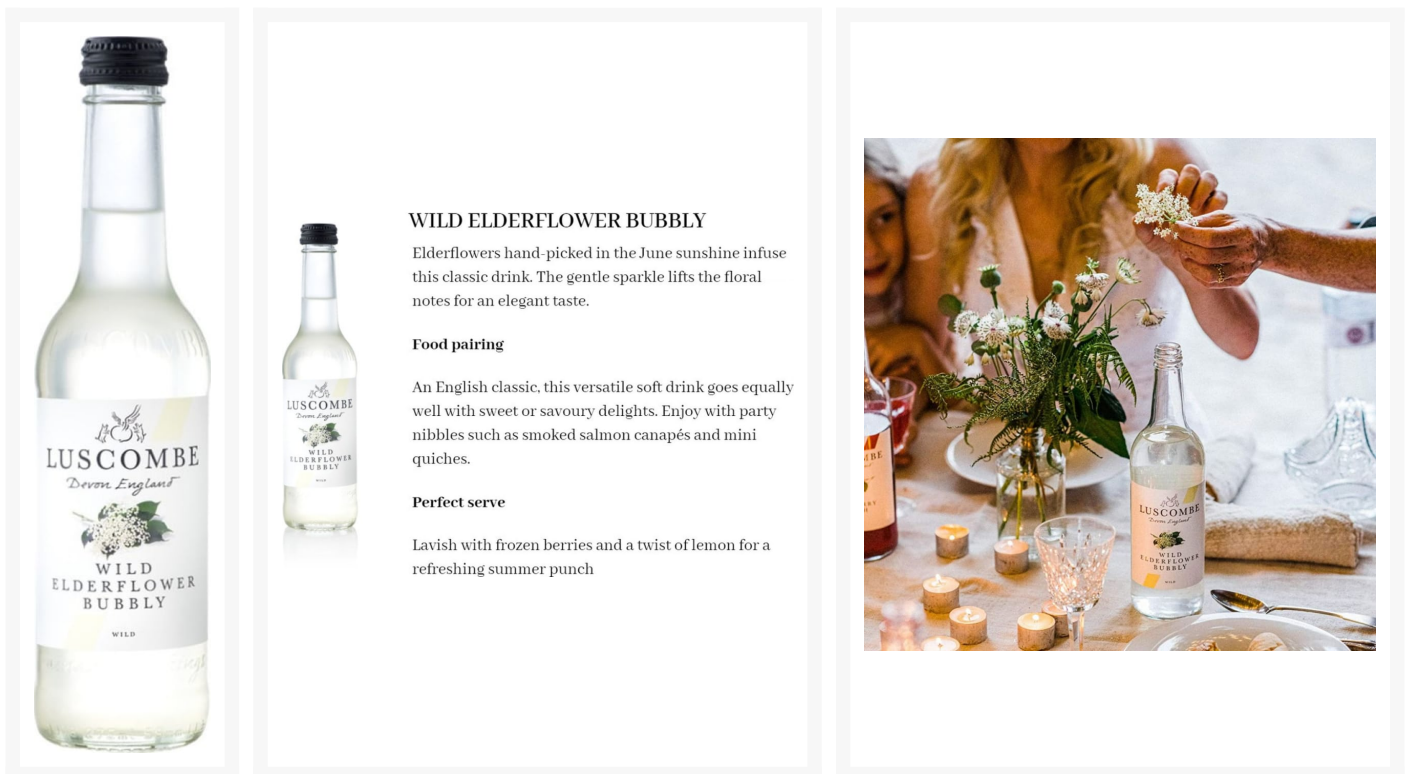 LUSCOMBE
Devon England
WILD
ELDERFLOWER
BUBBLY
WILD
LUSCOMBE
Devon England
WILD
ELDERFLOWER
BUBBLY
WILD
WILD ELDERFLOWER BUBBLY
Elderflowers hand-picked in the June sunshine infuse
this classic drink. The gentle sparkle lifts the floral
notes for an elegant taste.
Food pairing
An English classic, this versatile soft drink goes equally
well with sweet or savoury delights. Enjoy with party
nibbles such as smoked salmon canapés and mini
quiches.
Perfect serve
Lavish with frozen berries and a twist of lemon for a
refreshing summer punch
LUSCOMBE
Devon England
WILD
ELDERFLOWER
BUBBLY
WILD